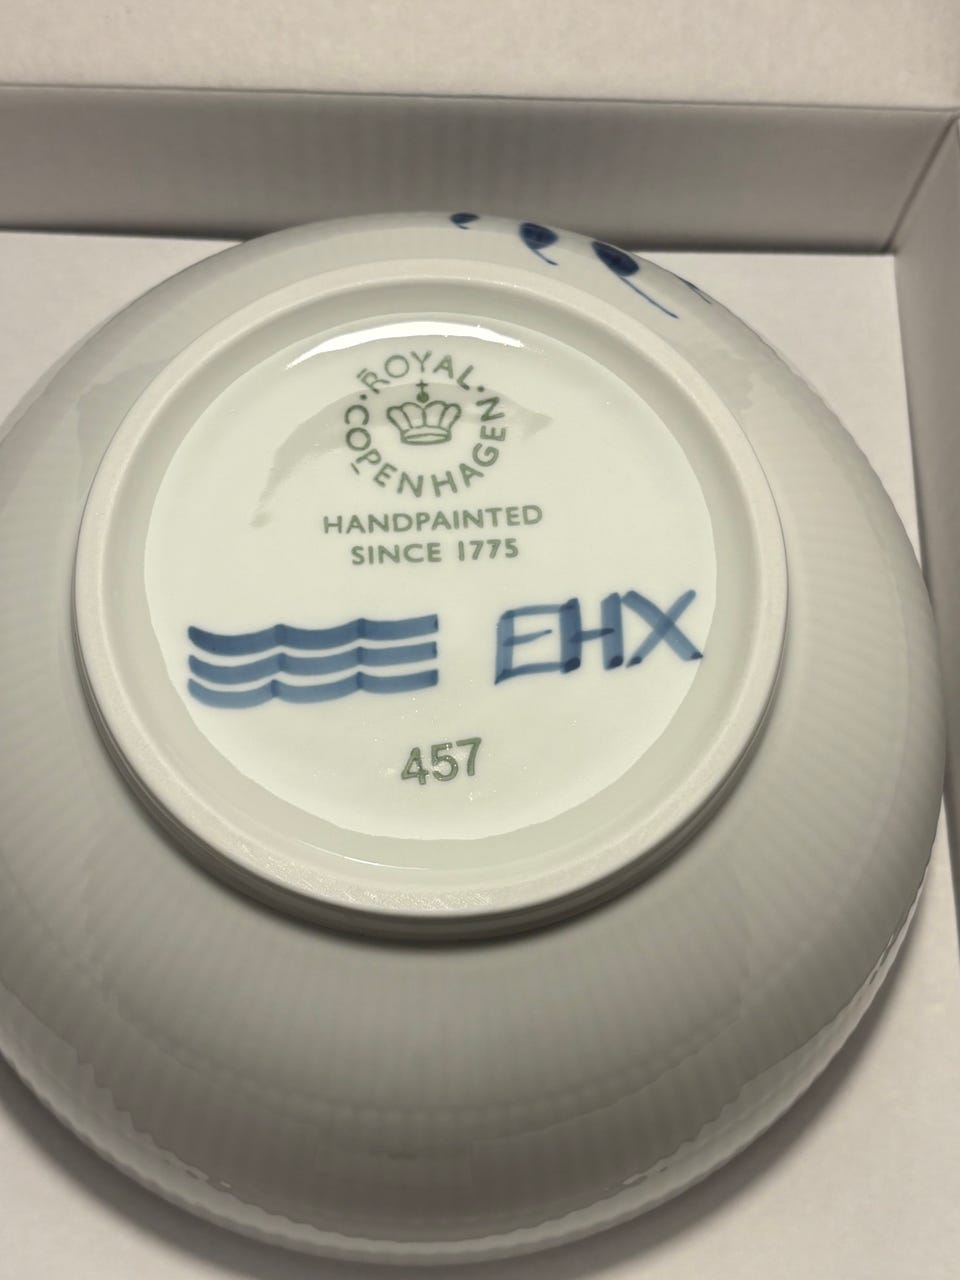 ROYAL·
COPENHAGEN·
HANDPAINTED
SINCE 1775
EHX
457